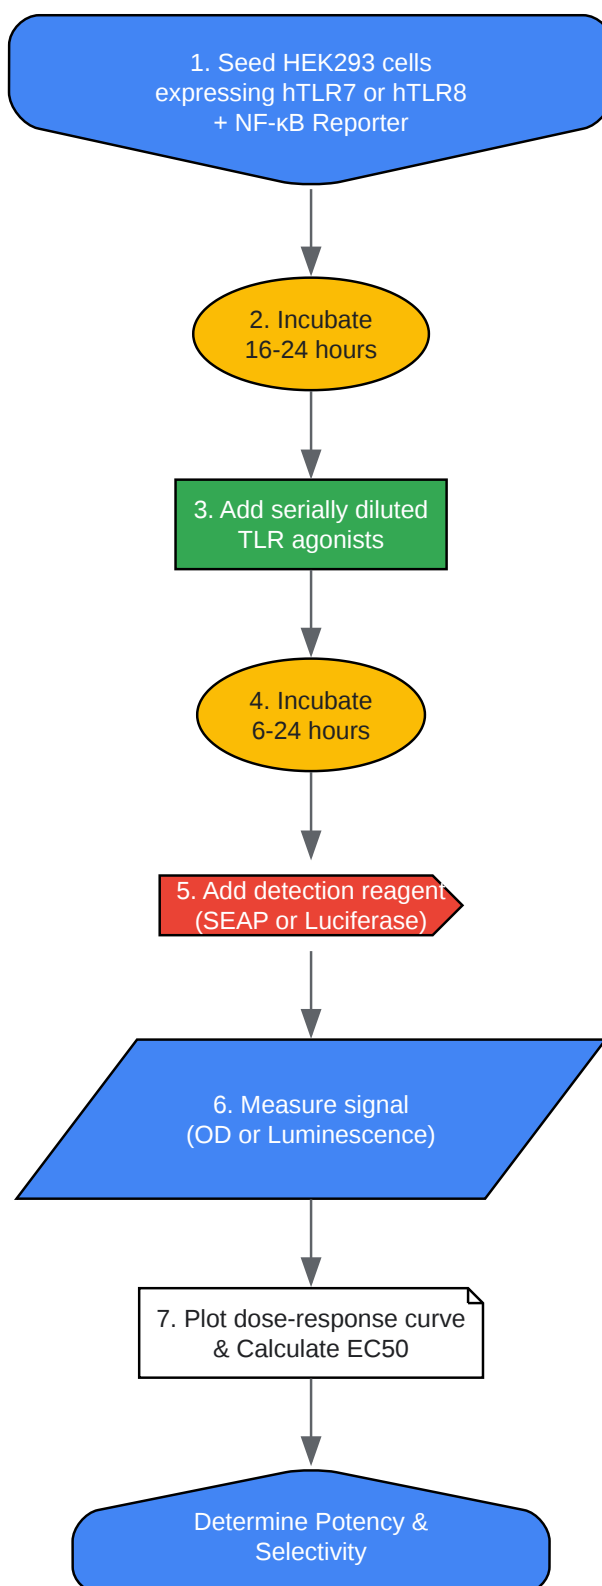 1. Seed HEK293 cells
expressing hTLR7 or hTLR8
+ NF-κB Reporter
2. Incubate
16-24 hours
3. Add serially diluted
TLR agonists
4. Incubate
6-24 hours
5. Add detection reagent
(SEAP or Luciferase)
6. Measure signal
(OD or Luminescence)
7. Plot dose-response curve
& Calculate EC50
Determine Potency &
Selectivity